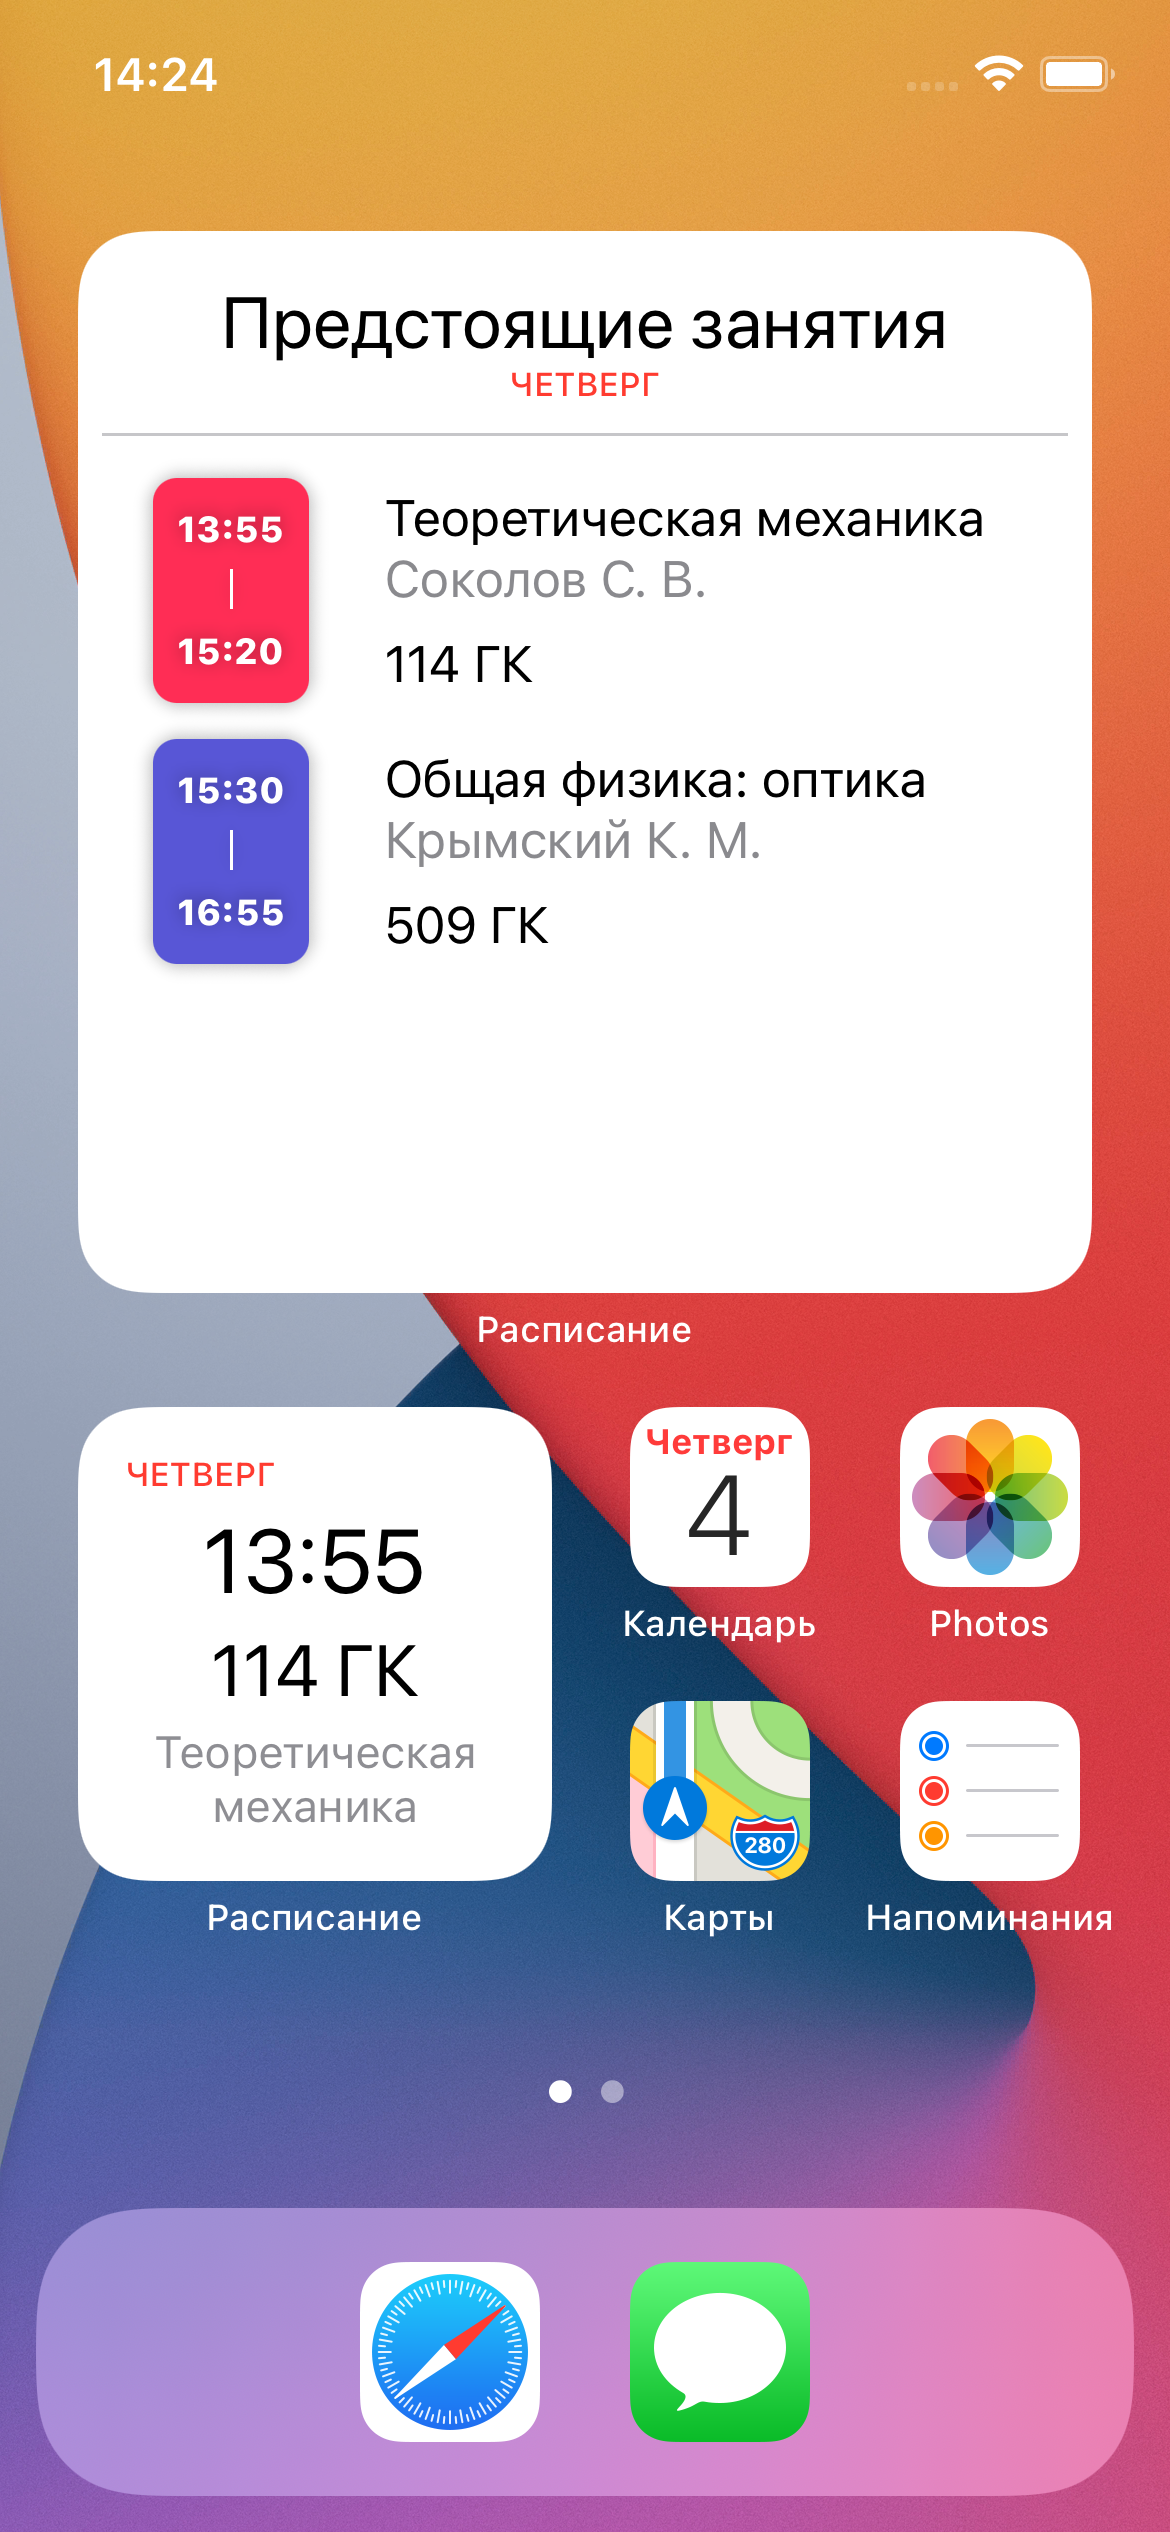 14:24
Предстоящие занятия
ЧЕТВЕРГ
13:55
15:20
Теоретическая механика
Соколов С. В.
114 ГК
15:30
16:55
Общая физика: оптика
Крымский К. М.
509 ГК
Расписание
ЧЕТВЕРГ
13:55
114 ГК
Теоретическая
механика
Расписание
Четверг
4
Календарь
Photos
280
Карты
Напоминания